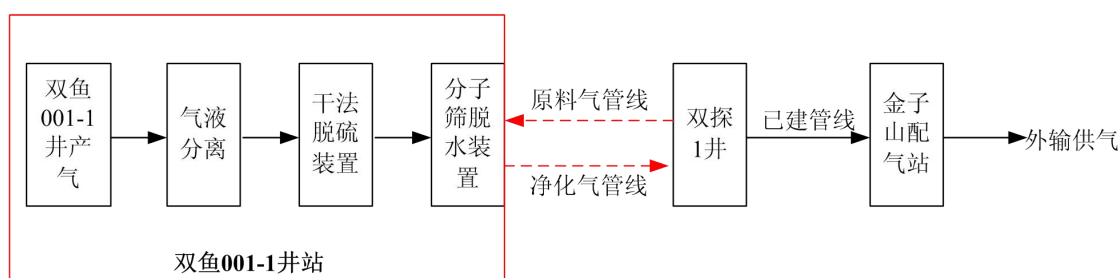 双鱼
001-1
井产
气
气液
分离
干法
脱硫
装置
分子
筛脱
水装
置
原料气管线
净化气管线
双探
1井
已建管线
金子
山配
气站
外输供气
双鱼001-1井站